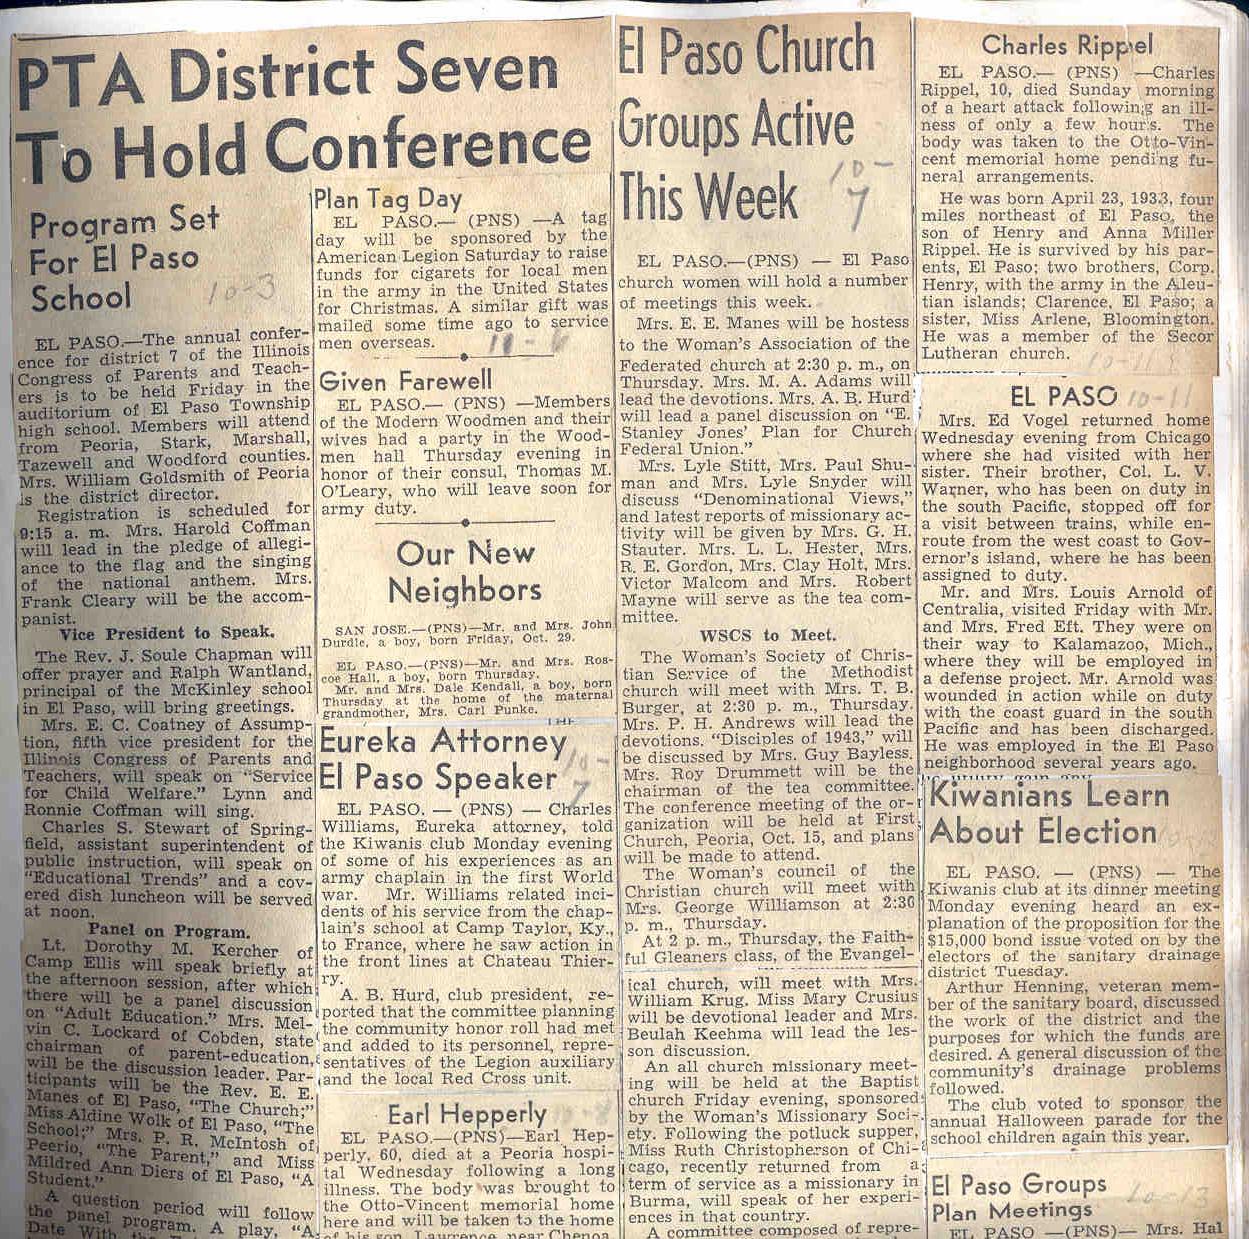 PTA District Seven
To Hold Conference
Program Set
For El Paso
School
10-3
EL PASO.—The annual confer-
ence for district 7 of the Illinois
Congress of Parents and Teach-
ers is to be held Friday in the
auditorium of El Paso Township
high school. Members will attend
from Peoria, Stark, Marshall,
Tazewell and Woodford counties.
Mrs. William Goldsmith of Peoria
is the district director.
Registration is scheduled for
9:15 a. m. Mrs. Harold Coffman
will lead in the pledge of allegi-
ance to the flag and the singing
of the national anthem. Mrs.
Frank Cleary will be the accom-
panist.
Vice President to Speak.
The Rev. J. Soule Chapman will
offer prayer and Ralph Wantland,
principal of the McKinley school
in El Paso, will bring greetings.
Mrs. E. C. Coatney of Assump-
tion, fifth vice president for the
Illinois Congress of Parents and
Teachers, will speak on "Service
for Child Welfare." Lynn and
Ronnie Coffman will sing.
Charles S. Stewart of Spring-
field, assistant superintendent of
public instruction, will speak on
"Educational Trends" and a cov-
ered dish luncheon will be served
at noon.
Panel on Program.
Lt. Dorothy M. Kercher of
Camp Ellis will speak briefly at
the afternoon session, after which
there will be a panel discussion
on "Adult Education." Mrs. Mel-
vin C. Lockard of Cobden, state
chairman of parent-education,
will be the discussion leader. Par-
ticipants will be the Rev. E. E.
Manes of El Paso, "The Church;"
Miss Aldine Wolk of El Paso, "The
School;" Mrs. P. R. McIntosh of
Peerio, "The Parent," and Miss
Mildred Ann Diers of El Paso, "A
Student."
A question period will follow
the panel program. A play, "A
Date With the
Plan Tag Day
EL PASO.— (PNS) —A tag
day will be sponsored by the
American Legion Saturday to raise
funds for cigarets for local men
in the army in the United States
for Christmas. A similar gift was
mailed some time ago to service
men overseas.
Given Farewell
EL PASO.— (PNS) —Members
of the Modern Woodmen and their
wives had a party in the Wood-
men hall Thursday evening in
honor of their consul, Thomas M.
O'Leary, who will leave soon for
army duty.
Our New
Neighbors
SAN JOSE.—(PNS)—Mr. and Mrs. John
Durdle, a boy, born Friday, Oct. 29.
EL PASO.—(PNS)—Mr. and Mrs. Ros-
coe Hall, a boy, born Thursday.
Mr. and Mrs. Dale Kendall, a boy, born
Thursday at the home of the maternal
grandmother, Mrs. Carl Punke.
Eureka Attorney
El Paso Speaker
10-
7
EL PASO. — (PNS) — Charles
Williams, Eureka attorney, told
the Kiwanis club Monday evening
of some of his experiences as an
army chaplain in the first World
war. Mr. Williams related inci-
dents of his service from the chap-
lain's school at Camp Taylor, Ky.,
to France, where he saw action in
the front lines at Chateau Thier-
ry.
A. B. Hurd, club president, re-
ported that the committee planning
the community honor roll had met
and added to its personnel, repre-
sentatives of the Legion auxiliary
and the local Red Cross unit.
Earl Hepperly
EL PASO.—(PNS)—Earl Hep-
perly, 60, died at a Peoria hospi-
tal Wednesday following a long
illness. The body was brought to
the Otto-Vincent memorial home
here and will be taken to the home
of his son, Lawrence, near Chenoa
El Paso Church
Groups Active
This Week
10-
7
EL PASO.—(PNS) — El Paso
church women will hold a number
of meetings this week.
Mrs. E. E. Manes will be hostess
to the Woman's Association of the
Federated church at 2:30 p. m., on
Thursday. Mrs. M. A. Adams will
lead the devotions. Mrs. A. B. Hurd
will lead a panel discussion on "E.
Stanley Jones' Plan for Church
Federal Union."
Mrs. Lyle Stitt, Mrs. Paul Shu-
man and Mrs. Lyle Snyder will
discuss "Denominational Views,"
and latest reports of missionary ac-
tivity will be given by Mrs. G. H.
Stauter. Mrs. L. L. Hester, Mrs.
R. E. Gordon, Mrs. Clay Holt, Mrs.
Victor Malcom and Mrs. Robert
Mayne will serve as the tea com-
mittee.
WSCS to Meet.
The Woman's Society of Chris-
tian Service of the Methodist
church will meet with Mrs. T. B.
Burger, at 2:30 p. m., Thursday.
Mrs. P. H. Andrews will lead the
devotions. "Disciples of 1943," will
be discussed by Mrs. Guy Bayless.
Mrs. Roy Drummett will be the
chairman of the tea committee.
The conference meeting of the or-
ganization will be held at First
Church, Peoria, Oct. 15, and plans
will be made to attend.
The Woman's council of the
Christian church will meet with
Mrs. George Williamson at 2:30
p. m., Thursday.
At 2 p. m., Thursday, the Faith-
ful Gleaners class, of the Evangel-
ical church, will meet with Mrs.
William Krug. Miss Mary Crusius
will be devotional leader and Mrs.
Beulah Keehma will lead the les-
son discussion.
An all church missionary meet-
ing will be held at the Baptist
church Friday evening, sponsored
by the Woman's Missionary Soci-
ety. Following the potluck supper,
Miss Ruth Christopherson of Chi-
cago, recently returned from a
term of service as a missionary in
Burma, will speak of her experi-
ences in that country.
A committee composed of repre-
Charles Rippel
EL PASO.— (PNS) —Charles
Rippel, 10, died Sunday morning
of a heart attack following an ill-
ness of only a few hours. The
body was taken to the Otto-Vin-
cent memorial home pending fu-
neral arrangements.
He was born April 23, 1933, four
miles northeast of El Paso, the
son of Henry and Anna Miller
Rippel. He is survived by his par-
ents, El Paso; two brothers, Corp.
Henry, with the army in the Aleu-
tian islands; Clarence, El Paso; a
sister, Miss Arlene, Bloomington.
He was a member of the Secor
Lutheran church.
10-11
EL PASO 10-11
Mrs. Ed Vogel returned home
Wednesday evening from Chicago
where she had visited with her
sister. Their brother, Col. L. V.
Warner, who has been on duty in
the south Pacific, stopped off for
a visit between trains, while en-
route from the west coast to Gov-
ernor's island, where he has been
assigned to duty.
Mr. and Mrs. Louis Arnold of
Centralia, visited Friday with Mr.
and Mrs. Fred Eft. They were on
their way to Kalamazoo, Mich.,
where they will be employed in
a defense project. Mr. Arnold was
wounded in action while on duty
with the coast guard in the south
Pacific and has been discharged.
He was employed in the El Paso
neighborhood several years ago.
Kiwanians Learn
About Election
EL PASO. — (PNS) — The
Kiwanis club at its dinner meeting
Monday evening heard an ex-
planation of the proposition for the
$15,000 bond issue voted on by the
electors of the sanitary drainage
district Tuesday.
Arthur Henning, veteran mem-
ber of the sanitary board, discussed
the work of the district and the
purposes for which the funds are
desired. A general discussion of the
community's drainage problems
followed.
The club voted to sponsor the
annual Halloween parade for the
school children again this year.
El Paso Groups
Plan Meetings
10-13
EL PASO —(PNS)— Mrs. Hal